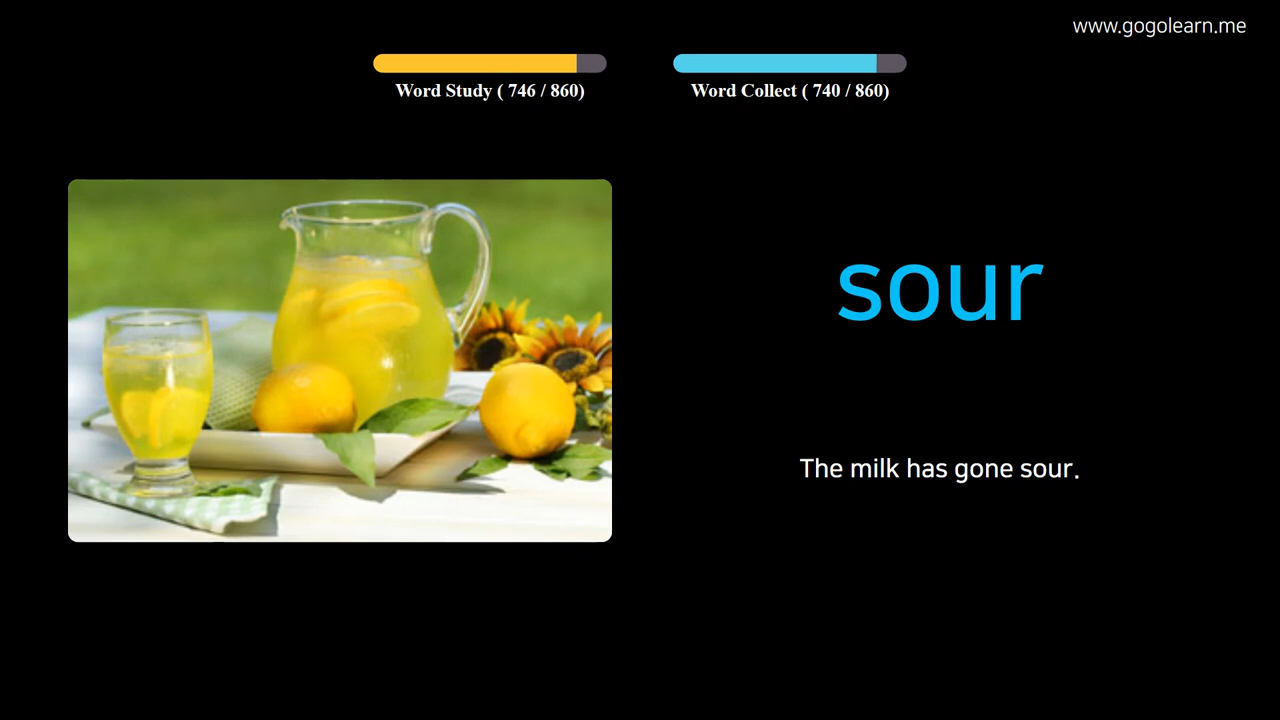 www.gogolearn.me
Word Study ( 746 / 860)
Word Collect ( 740 / 860)
sour
The milk has gone sour.